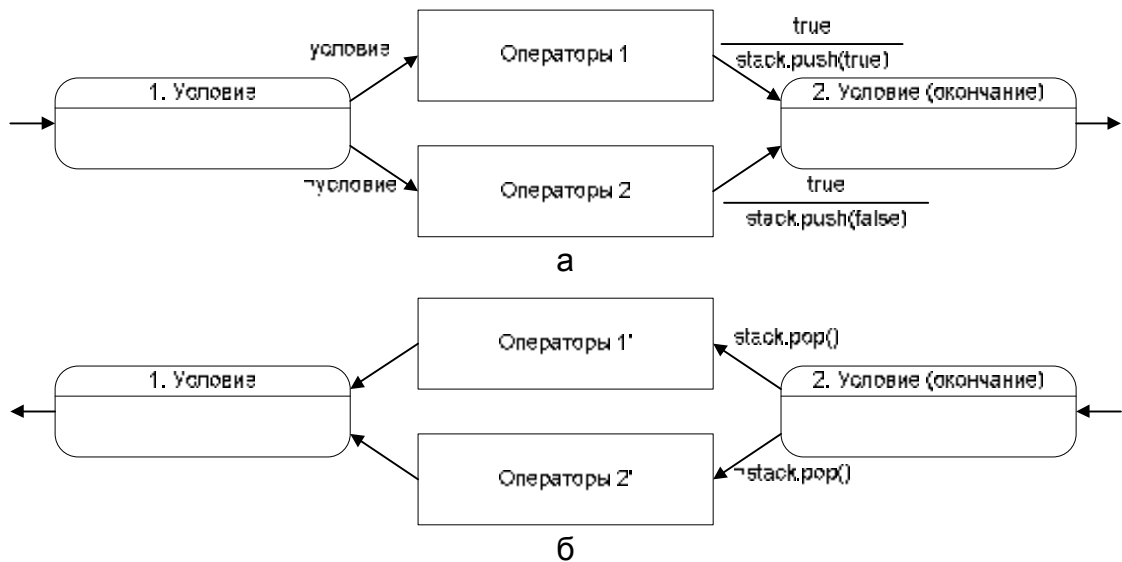 true
условие
Операторы 1
stack.push(true)
1. Условие
2. Условие (окончание)
¬условие
Операторы 2
true
stack.push(false)
а
Операторы 1'
stack.pop()
1. Условие
2. Условие (окончание)
Операторы 2'
¬stack.pop()
б